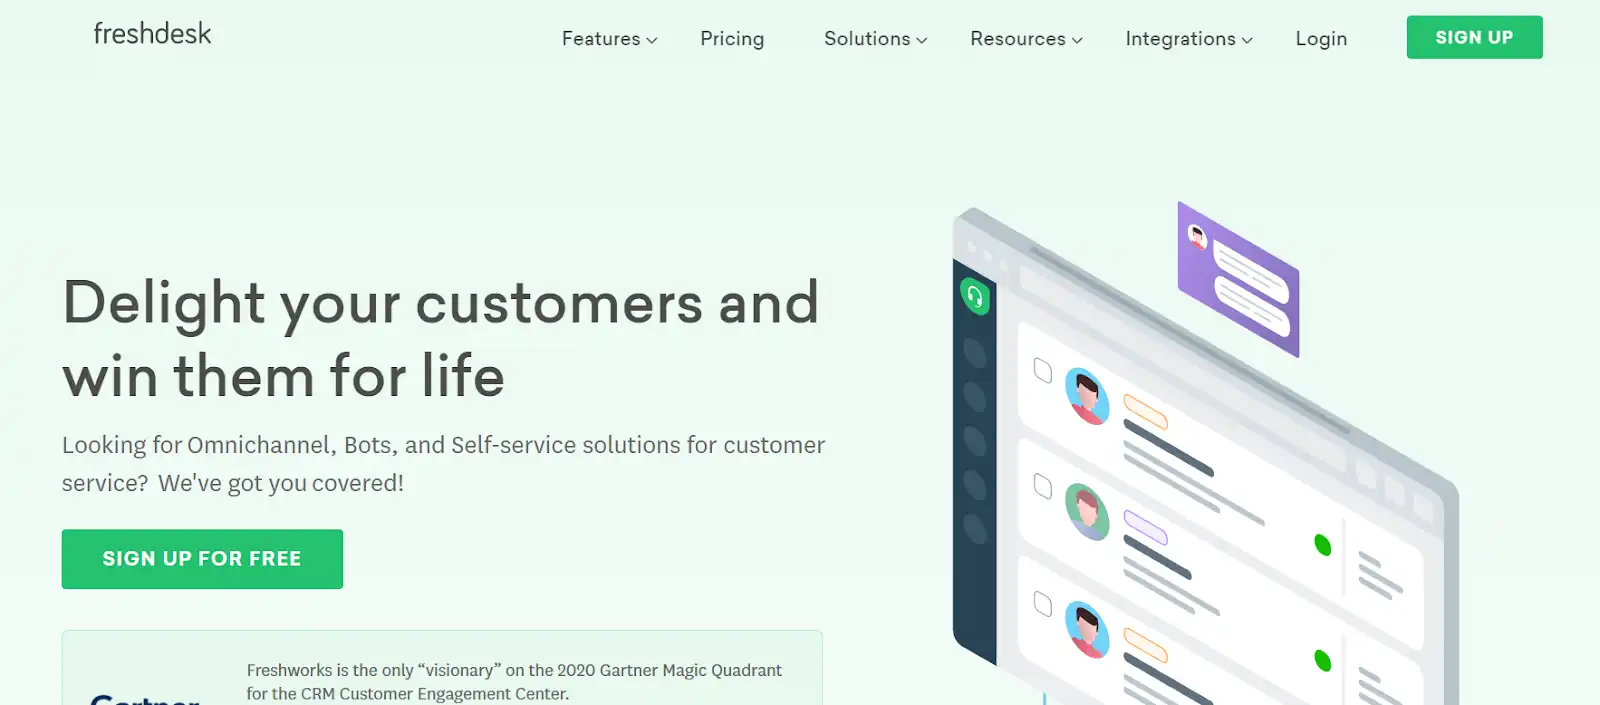 freshdesk
Features
Pricing
Solutions
Resources
Integrations
Login
SIGN UP
Delight your customers and
win them for life
Looking for Omnichannel, Bots, and Self-service solutions for customer
service? We've got you covered!
SIGN UP FOR FREE
Freshworks is the only “visionary” on the 2020 Gartner Magic Quadrant
for the CRM Customer Engagement Center.
Gartner